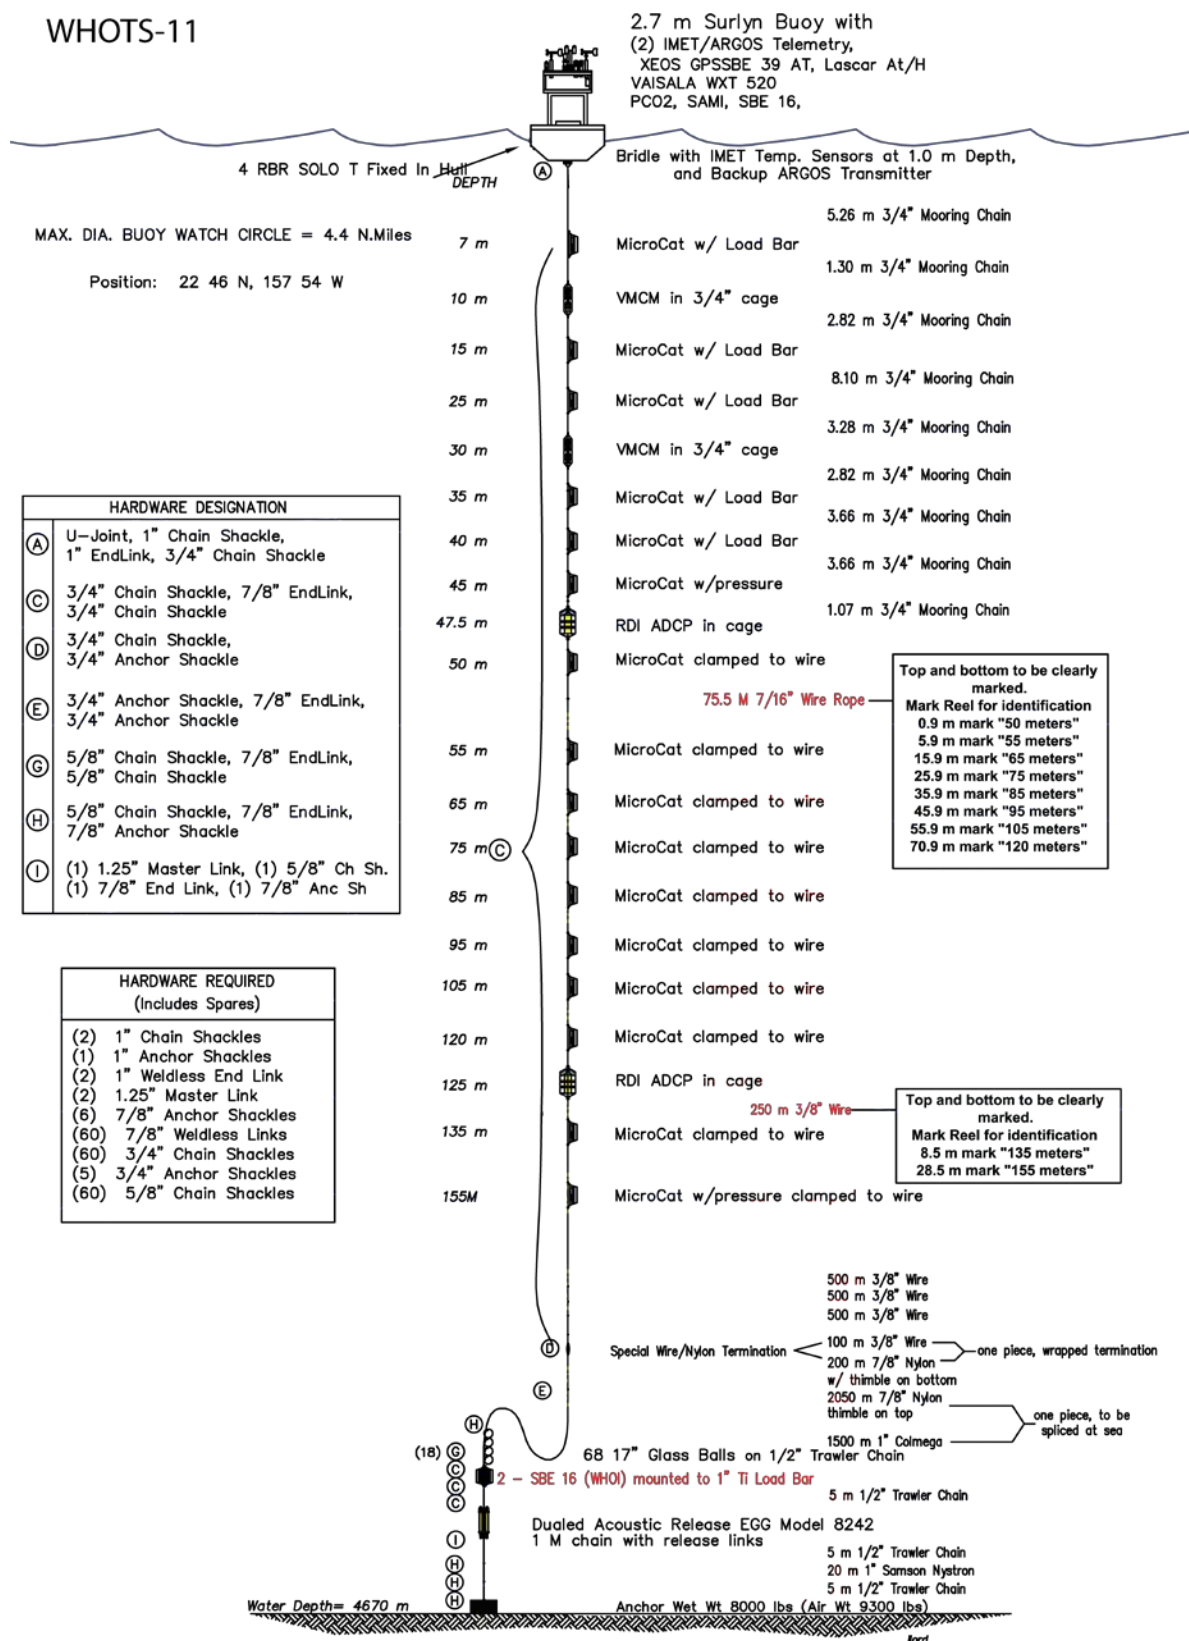 WHOTS-11
2.7 m Surlyn Buoy with
(2) IMET/ARGOS Telemetry,
XEOS GPSSBE 39 AT, Lascar At/H
VAISALA WXT 520
PCO2, SAMI, SBE 16,
4 RBR SOLO T Fixed In Hull
DEPTH
A
Bridle with IMET Temp. Sensors at 1.0 m Depth,
and Backup ARGOS Transmitter
5.26 m 3/4" Mooring Chain
MAX. DIA. BUOY WATCH CIRCLE = 4.4 N.Miles
7 m
MicroCat w/ Load Bar
1.30 m 3/4" Mooring Chain
Position: 22 46 N, 157 54 W
10 m
VMCM in 3/4" cage
2.82 m 3/4" Mooring Chain
15 m
MicroCat w/ Load Bar
8.10 m 3/4" Mooring Chain
25 m
MicroCat w/ Load Bar
3.28 m 3/4" Mooring Chain
30 m
VMCM in 3/4" cage
2.82 m 3/4" Mooring Chain
35 m
MicroCat w/ Load Bar
3.66 m 3/4" Mooring Chain
40 m
MicroCat w/ Load Bar
3.66 m 3/4" Mooring Chain
45 m
MicroCat w/pressure
1.07 m 3/4" Mooring Chain
47.5 m
RDI ADCP in cage
50 m
MicroCat clamped to wire
75.5 M 7/16" Wire Rope
Top and bottom to be clearly
marked.
Mark Reel for identification
0.9 m mark "50 meters"
5.9 m mark "55 meters"
15.9 m mark "65 meters"
25.9 m mark "75 meters"
35.9 m mark "85 meters"
45.9 m mark "95 meters"
55.9 m mark "105 meters"
70.9 m mark "120 meters"
55 m
MicroCat clamped to wire
65 m
MicroCat clamped to wire
75 m C
MicroCat clamped to wire
85 m
MicroCat clamped to wire
95 m
MicroCat clamped to wire
105 m
MicroCat clamped to wire
120 m
MicroCat clamped to wire
125 m
RDI ADCP in cage
250 m 3/8" Wire
Top and bottom to be clearly
marked.
Mark Reel for identification
8.5 m mark "135 meters"
28.5 m mark "155 meters"
135 m
MicroCat clamped to wire
155M
MicroCat w/pressure clamped to wire
HARDWARE DESIGNATION
A U-Joint, 1" Chain Shackle,
1" EndLink, 3/4" Chain Shackle
C 3/4" Chain Shackle, 7/8" EndLink,
3/4" Chain Shackle
D 3/4" Chain Shackle,
3/4" Anchor Shackle
E 3/4" Anchor Shackle, 7/8" EndLink,
3/4" Anchor Shackle
G 5/8" Chain Shackle, 7/8" EndLink,
5/8" Chain Shackle
H 5/8" Chain Shackle, 7/8" EndLink,
7/8" Anchor Shackle
I (1) 1.25" Master Link, (1) 5/8" Ch Sh.
(1) 7/8" End Link, (1) 7/8" Anc Sh
HARDWARE REQUIRED
(Includes Spares)
(2) 1" Chain Shackles
(1) 1" Anchor Shackles
(2) 1" Weldless End Link
(2) 1.25" Master Link
(6) 7/8" Anchor Shackles
(60) 7/8" Weldless Links
(60) 3/4" Chain Shackles
(5) 3/4" Anchor Shackles
(60) 5/8" Chain Shackles
500 m 3/8" Wire
500 m 3/8" Wire
500 m 3/8" Wire
D
Special Wire/Nylon Termination
100 m 3/8" Wire
200 m 7/8" Nylon
one piece, wrapped termination
w/ thimble on bottom
E
2050 m 7/8" Nylon
thimble on top
1500 m 1" Colmega
one piece, to be
spliced at sea
H
(18) G
68 17" Glass Balls on 1/2" Trawler Chain
C
2 - SBE 16 (WHOI) mounted to 1" Ti Load Bar
C
5 m 1/2" Trawler Chain
C
Dualed Acoustic Release EGG Model 8242
1 M chain with release links
I
5 m 1/2" Trawler Chain
H
20 m 1" Samson Nystron
H
5 m 1/2" Trawler Chain
H
Water Depth= 4670 m
Anchor Wet Wt 8000 lbs (Air Wt 9300 lbs)